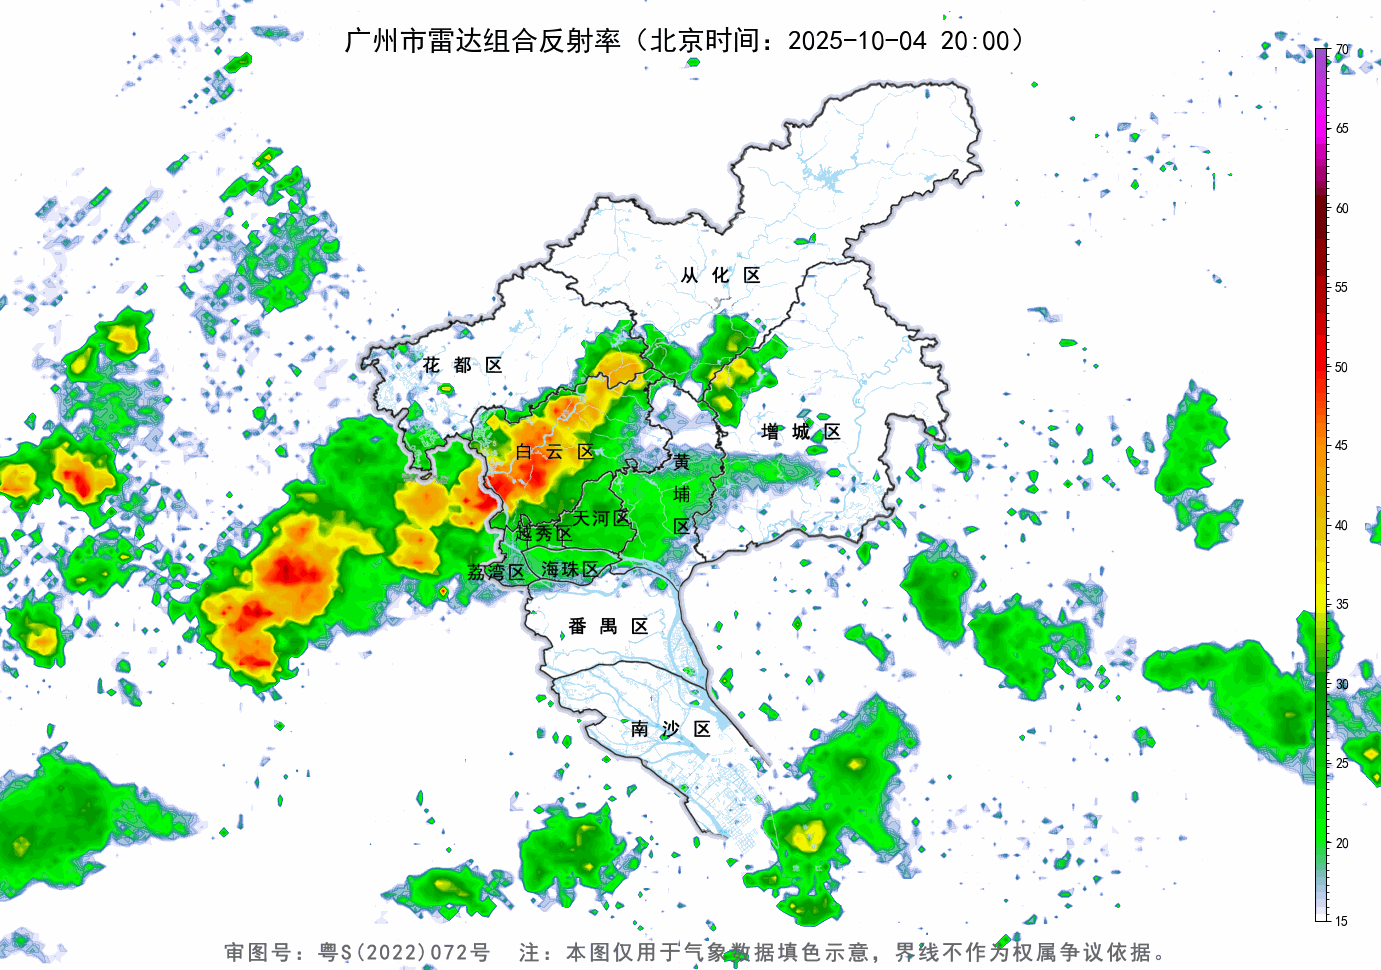 广州市雷达组合反射率（北京时间：2025-10-04 20:00）
70
65
60
55
50
45
40
35
30
25
20
15
从化区
花都区
增城区
白云区
黄埔区
天河区
越秀区
荔湾区
海珠区
番禺区
南沙区
审图号：粤S(2022)072号 注：本图仅用于气象数据填色示意，界线不作为权属争议依据。